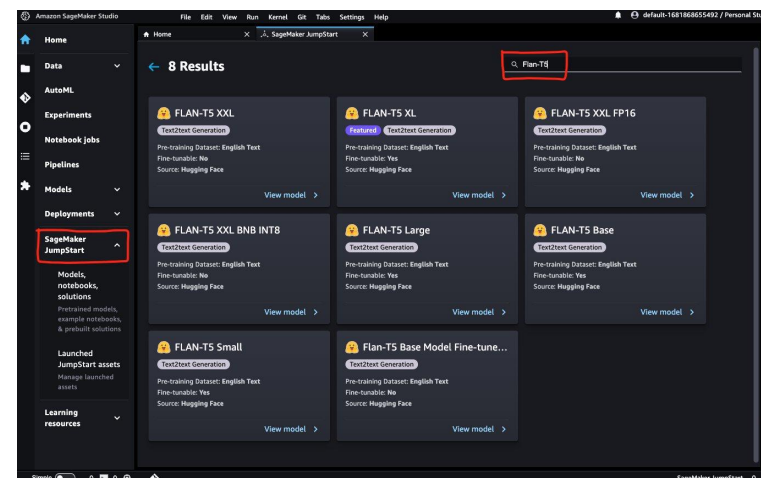 Amazon SageMaker Studio
File Edit View Run Kernel Git Tabs Settings Help
default-1681868655492 / Personal Stu
Home
Data
AutoML
Experiments
Notebook jobs
Pipelines
Models
Deployments
SageMaker
JumpStart
Models,
notebooks,
solutions
Pretrained models,
example notebooks,
& prebuilt solutions
Launched
JumpStart assets
Manage launched
assets
Learning
resources
Home X SageMaker JumpStart X
← 8 Results
Flan-T5
FLAN-T5 XXL
Text2text Generation
Pre-training Dataset: English Text
Fine-tunable: No
Source: Hugging Face
View model >
FLAN-T5 XL
Featured Text2text Generation
Pre-training Dataset: English Text
Fine-tunable: Yes
Source: Hugging Face
View model >
FLAN-T5 XXL FP16
Text2text Generation
Pre-training Dataset: English Text
Fine-tunable: No
Source: Hugging Face
View model >
FLAN-T5 XXL BNB INT8
Text2text Generation
Pre-training Dataset: English Text
Fine-tunable: No
Source: Hugging Face
View model >
FLAN-T5 Large
Text2text Generation
Pre-training Dataset: English Text
Fine-tunable: Yes
Source: Hugging Face
View model >
FLAN-T5 Base
Text2text Generation
Pre-training Dataset: English Text
Fine-tunable: Yes
Source: Hugging Face
View model >
FLAN-T5 Small
Text2text Generation
Pre-training Dataset: English Text
Fine-tunable: Yes
Source: Hugging Face
View model >
Flan-T5 Base Model Fine-tune...
Text2text Generation
Pre-training Dataset: English Text
Fine-tunable: No
Source: Hugging Face
View model >
Simple
SageMaker JumpStart